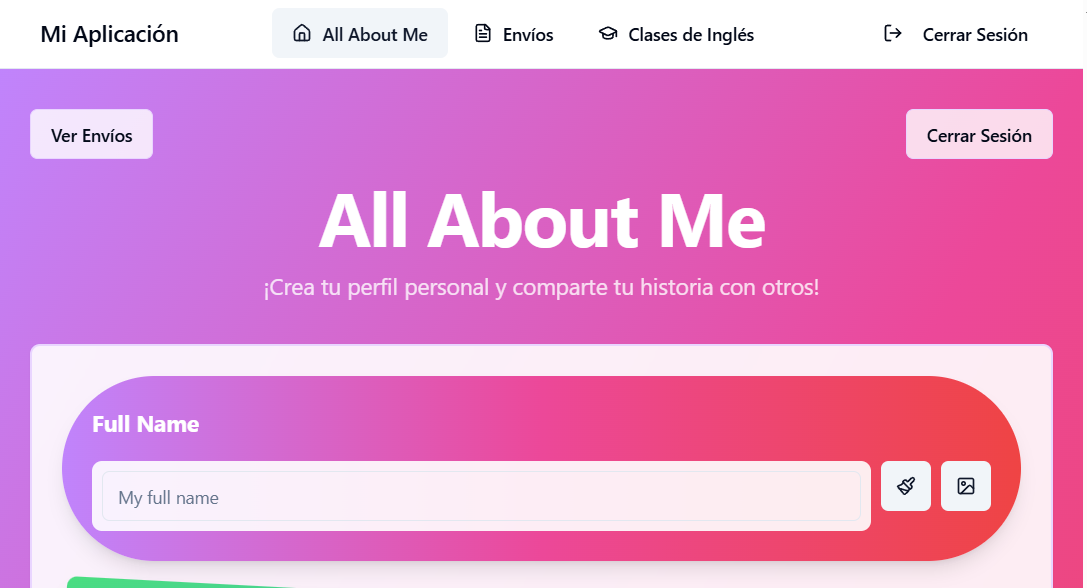 Mi Aplicación
All About Me
Envíos
Clases de Inglés
Cerrar Sesión
Ver Envíos
Cerrar Sesión
All About Me
¡Crea tu perfil personal y comparte tu historia con otros!
Full Name
My full name